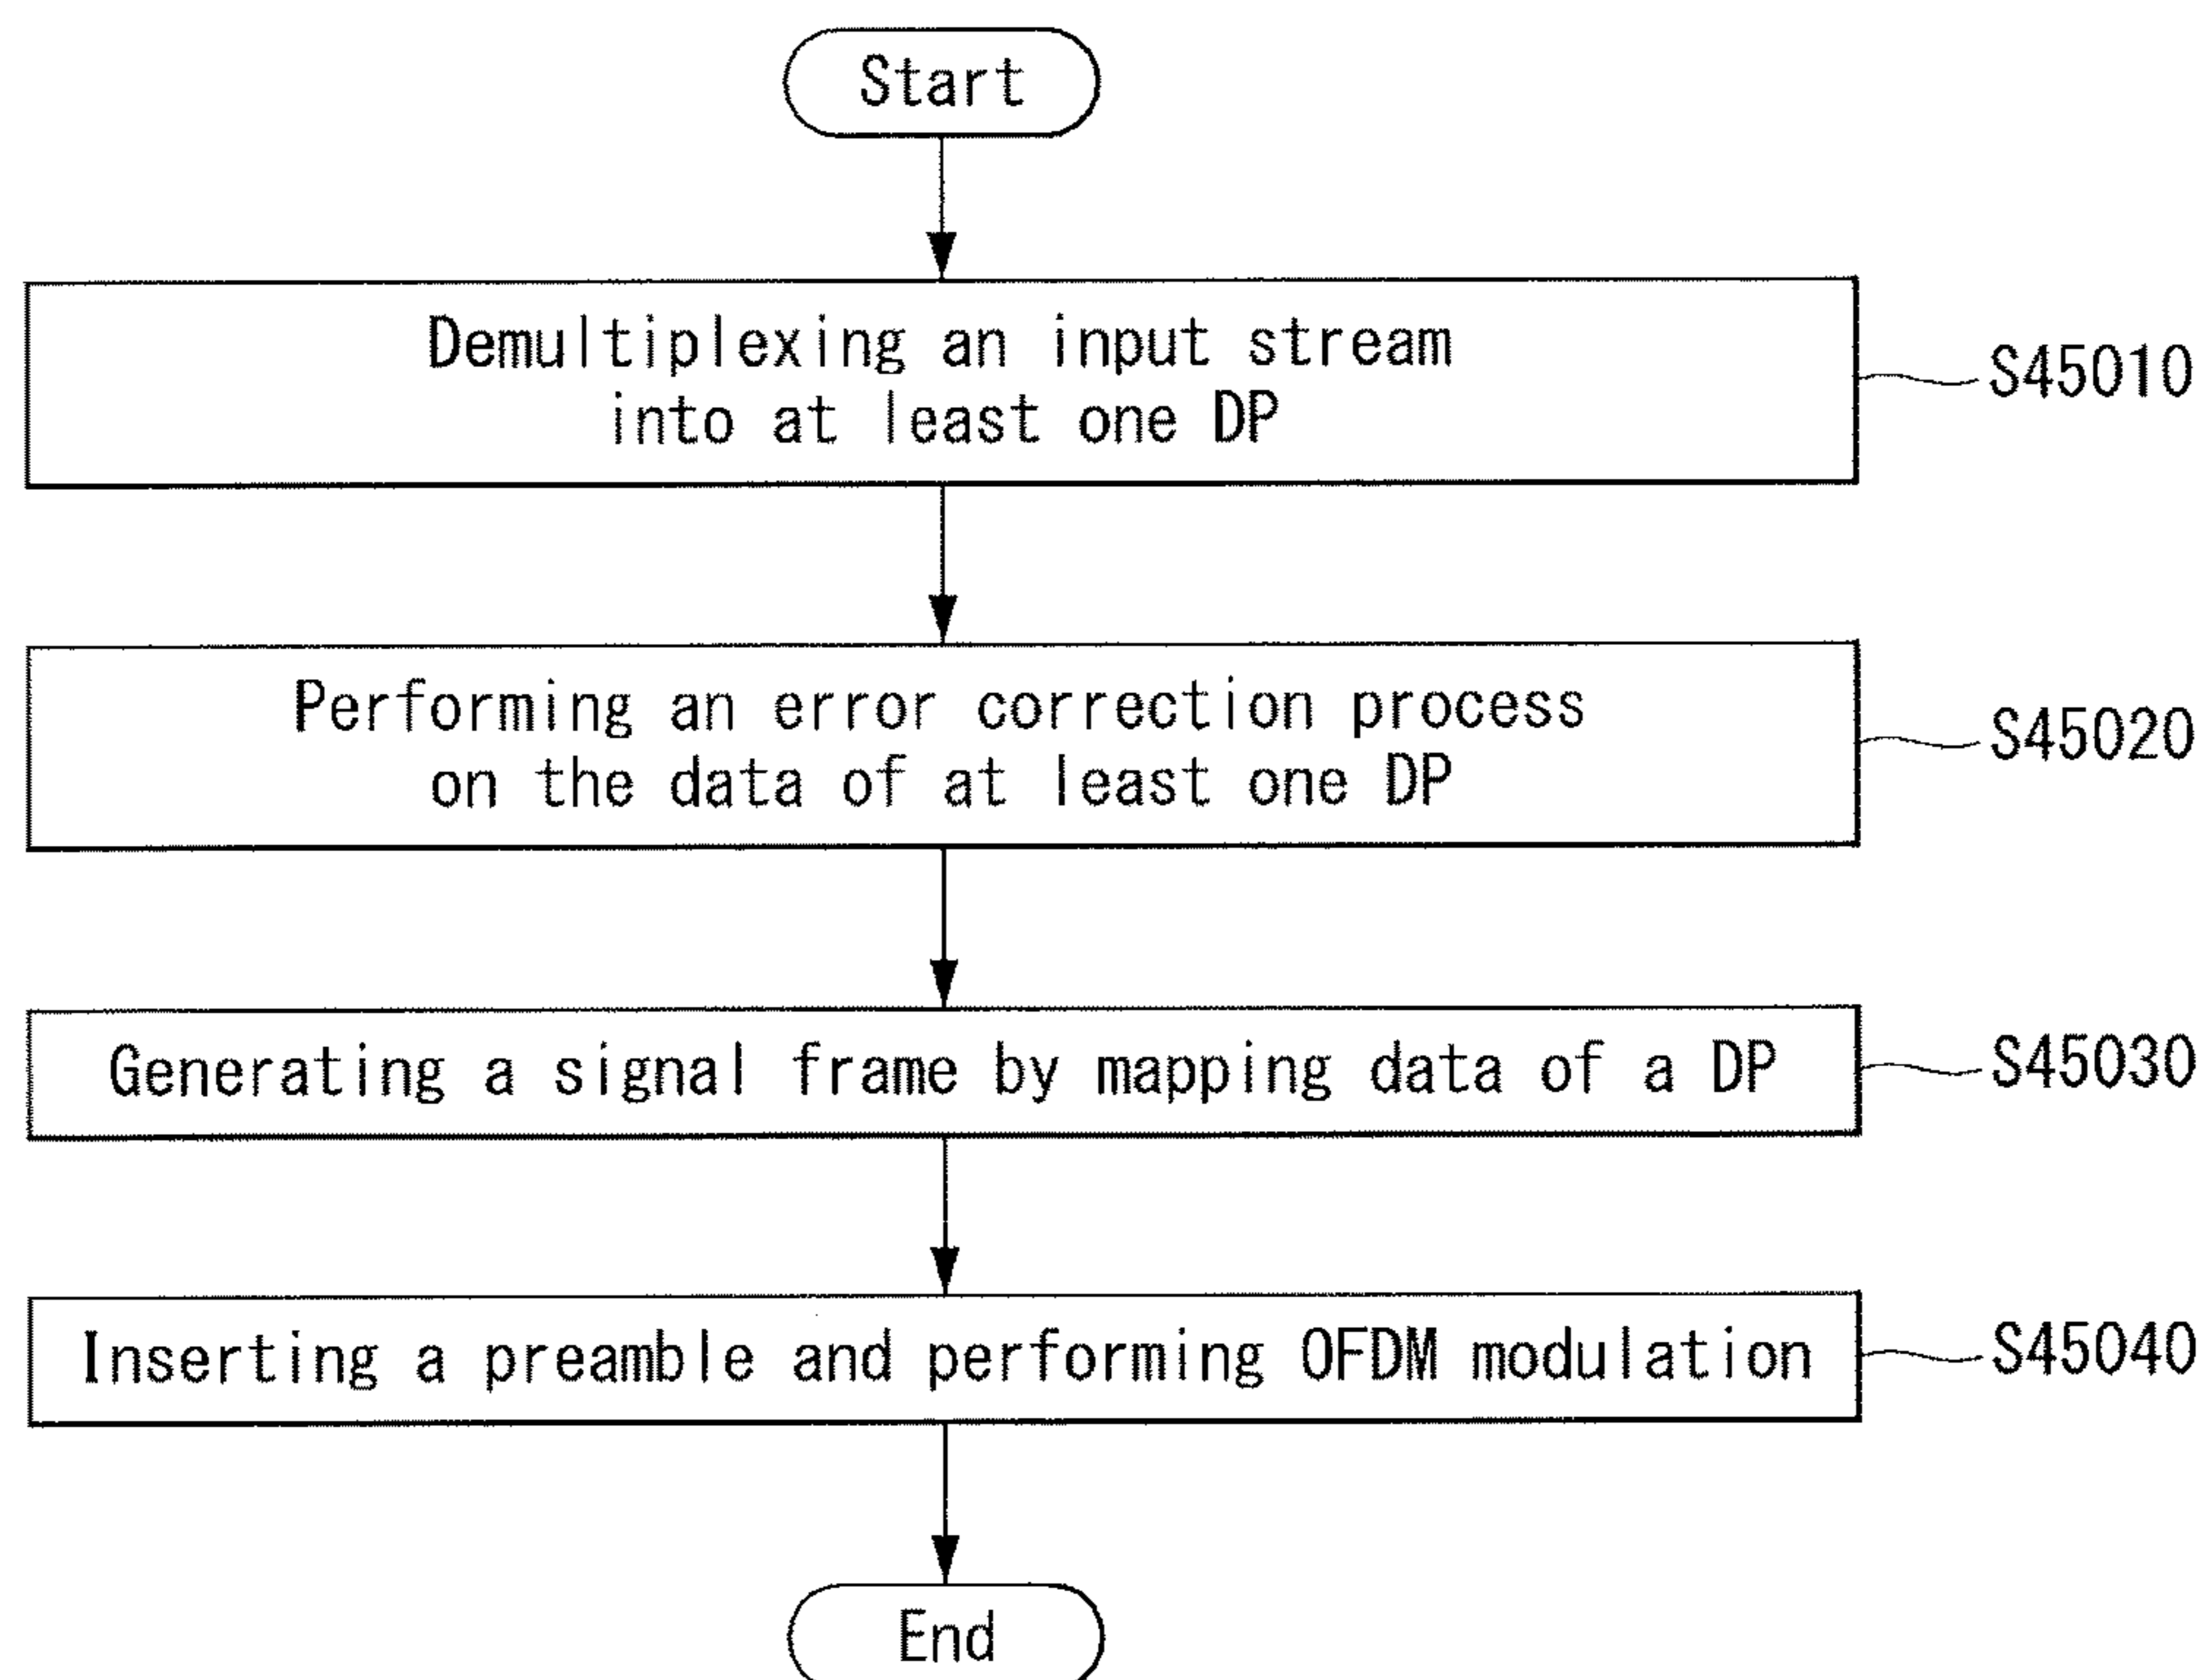 Start
Demultiplexing an input stream
into at least one DP
S45010
Performing an error correction process
on the data of at least one DP
S45020
Generating a signal frame by mapping data of a DP
S45030
Inserting a preamble and performing OFDM modulation
S45040
End